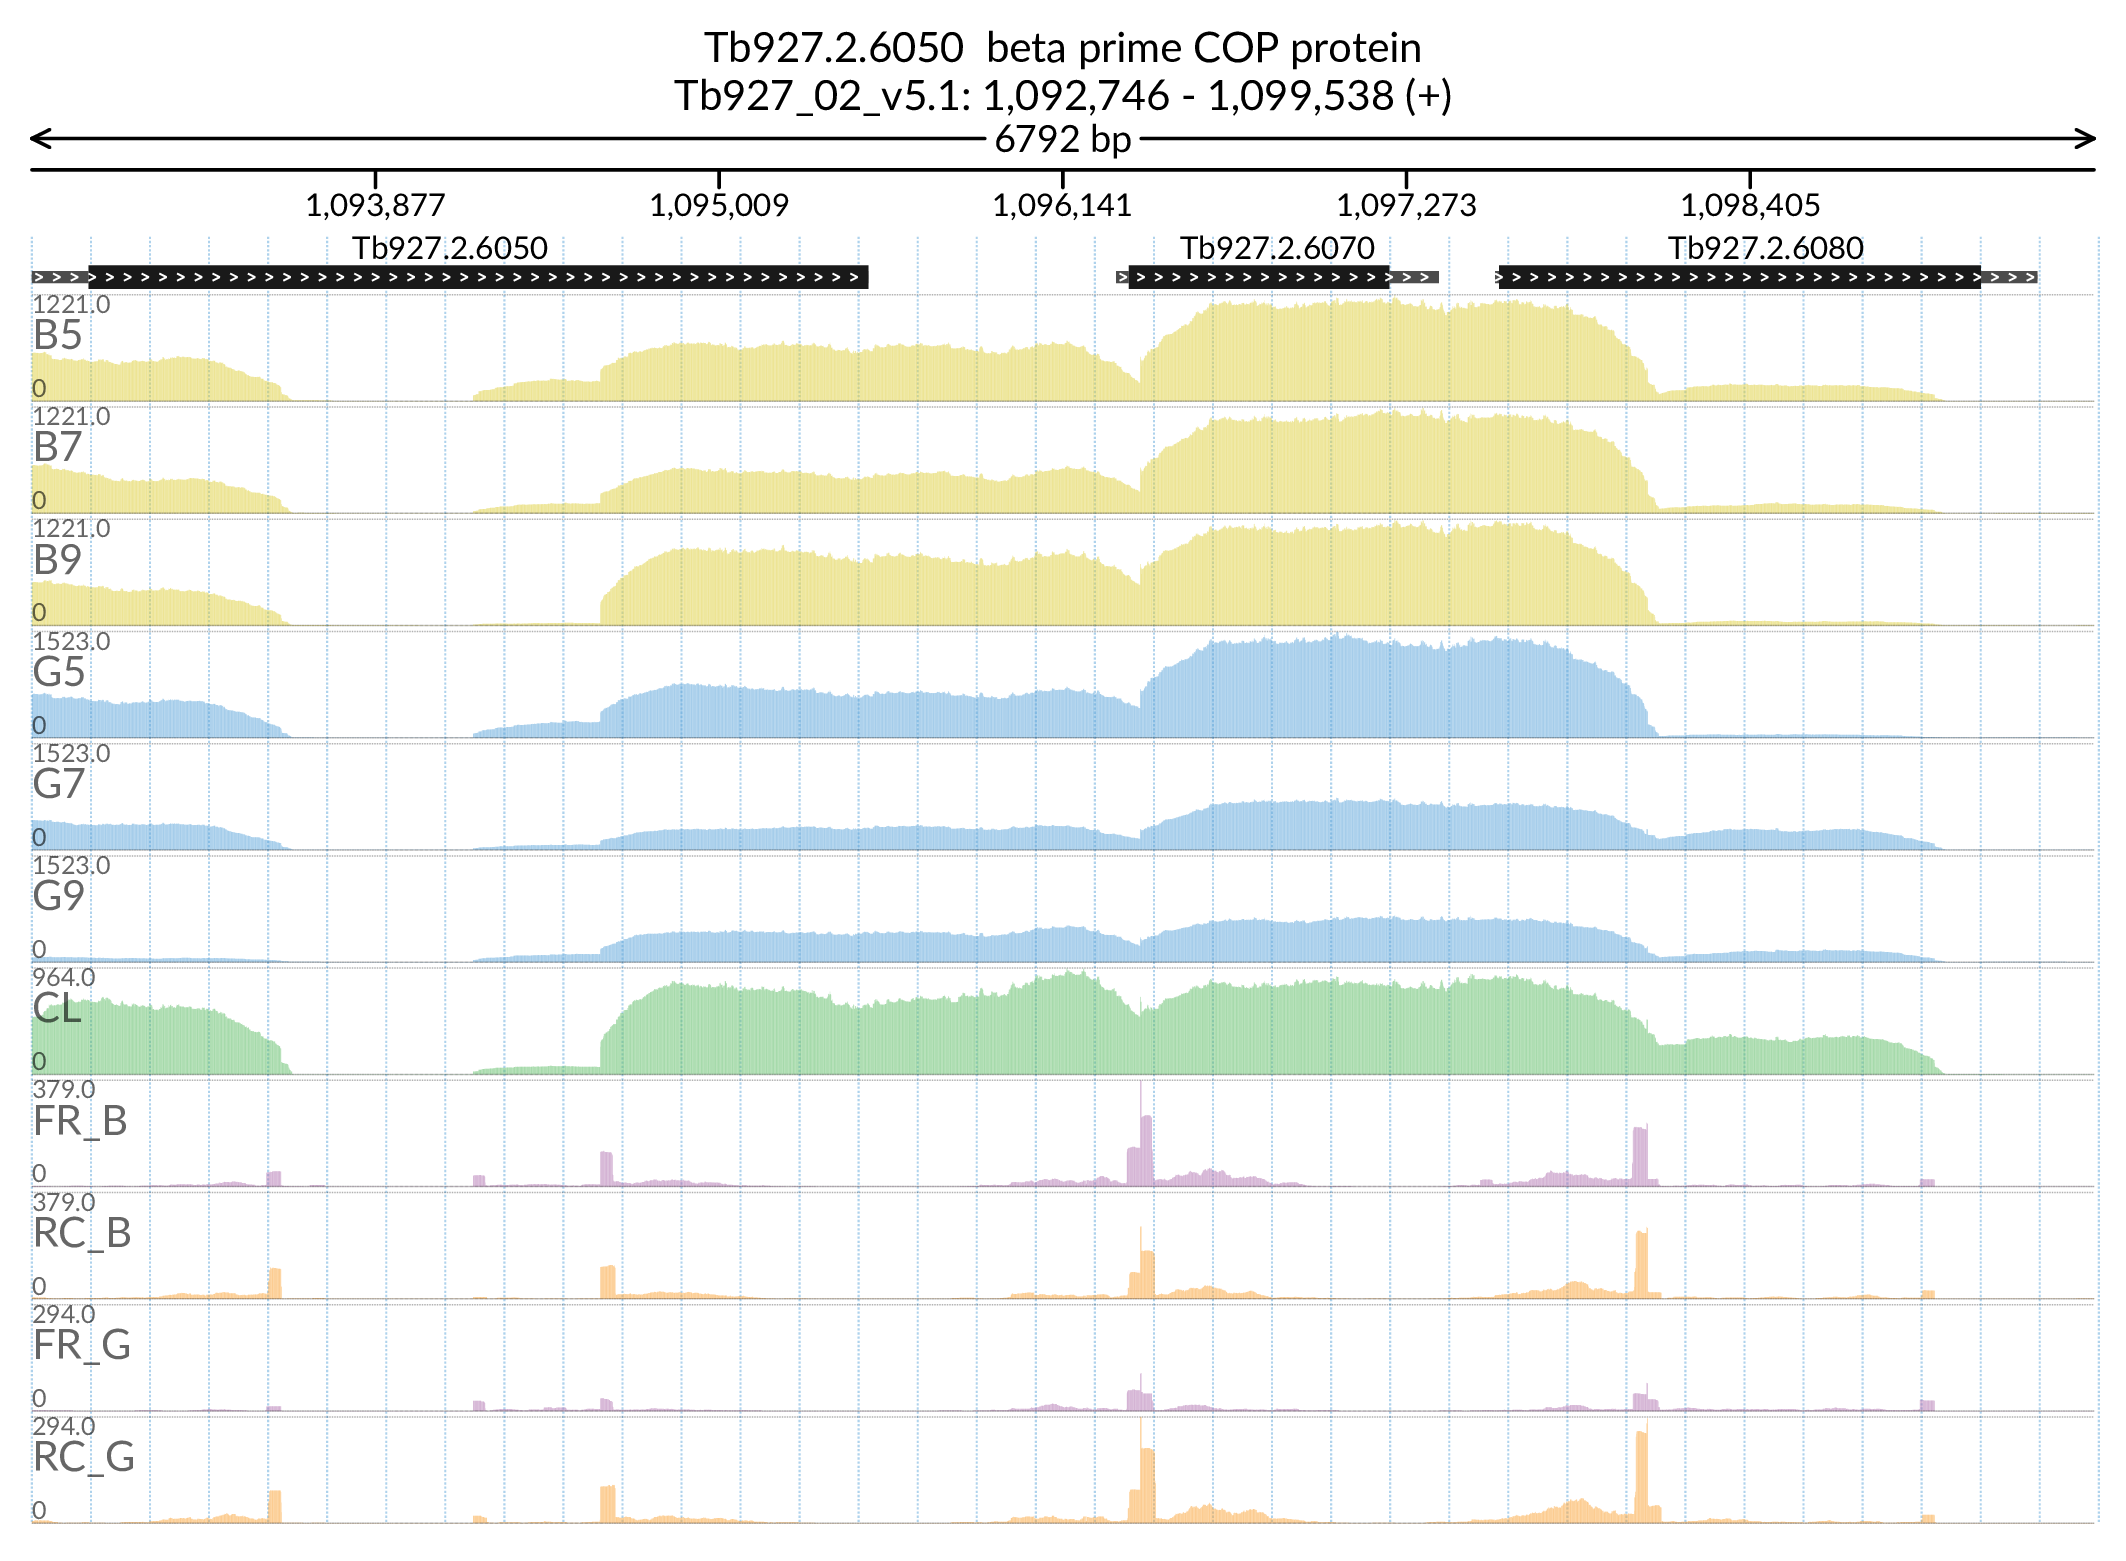 Tb927.2.6050  beta prime COP protein
Tb927_02_v5.1: 1,092,746 - 1,099,538 (+)
6792 bp
1,093,877 1,095,009 1,096,141 1,097,273 1,098,405
Tb927.2.6050 Tb927.2.6070 Tb927.2.6080
1221.0
B5
0
1221.0
B7
0
1221.0
B9
0
1523.0
G5
0
1523.0
G7
0
1523.0
G9
0
964.0
CL
0
379.0
FR_B
0
379.0
RC_B
0
294.0
FR_G
0
294.0
RC_G
0